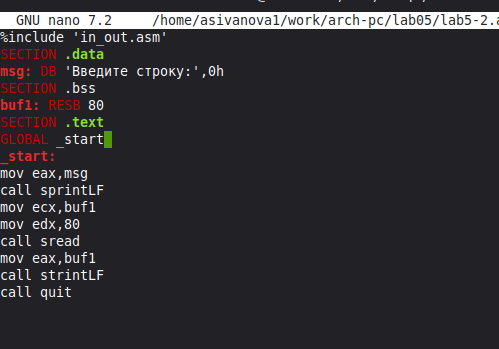 GNU nano 7.2 /home/asivanova1/work/arch-pc/lab05/lab5-2.a
%include 'in_out.asm'
SECTION .data
msg: DB 'Введите строку:',0h
SECTION .bss
buf1: RESB 80
SECTION .text
GLOBAL _start
_start:
mov eax,msg
call sprintLF
mov ecx,buf1
mov edx,80
call sread
mov eax,buf1
call strintLF
call quit